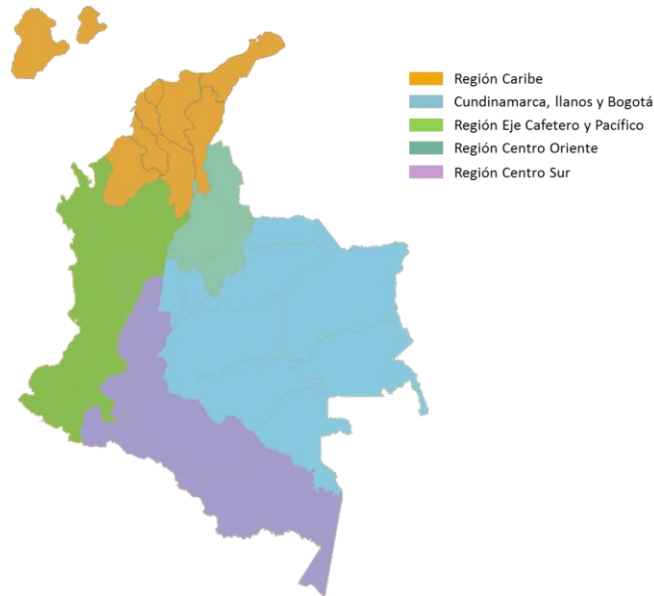 Región Caribe
Cundinamarca, llanos y Bogotá
Región Eje Cafetero y Pacífico
Región Centro Oriente
Región Centro Sur